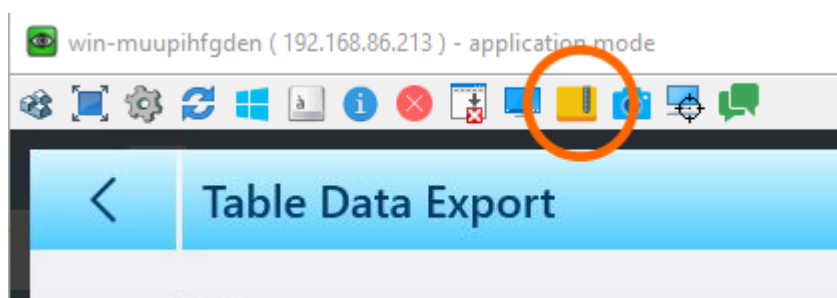 win-muupihfgden ( 192.168.86.213 ) - application mode
à
i
Table Data Export